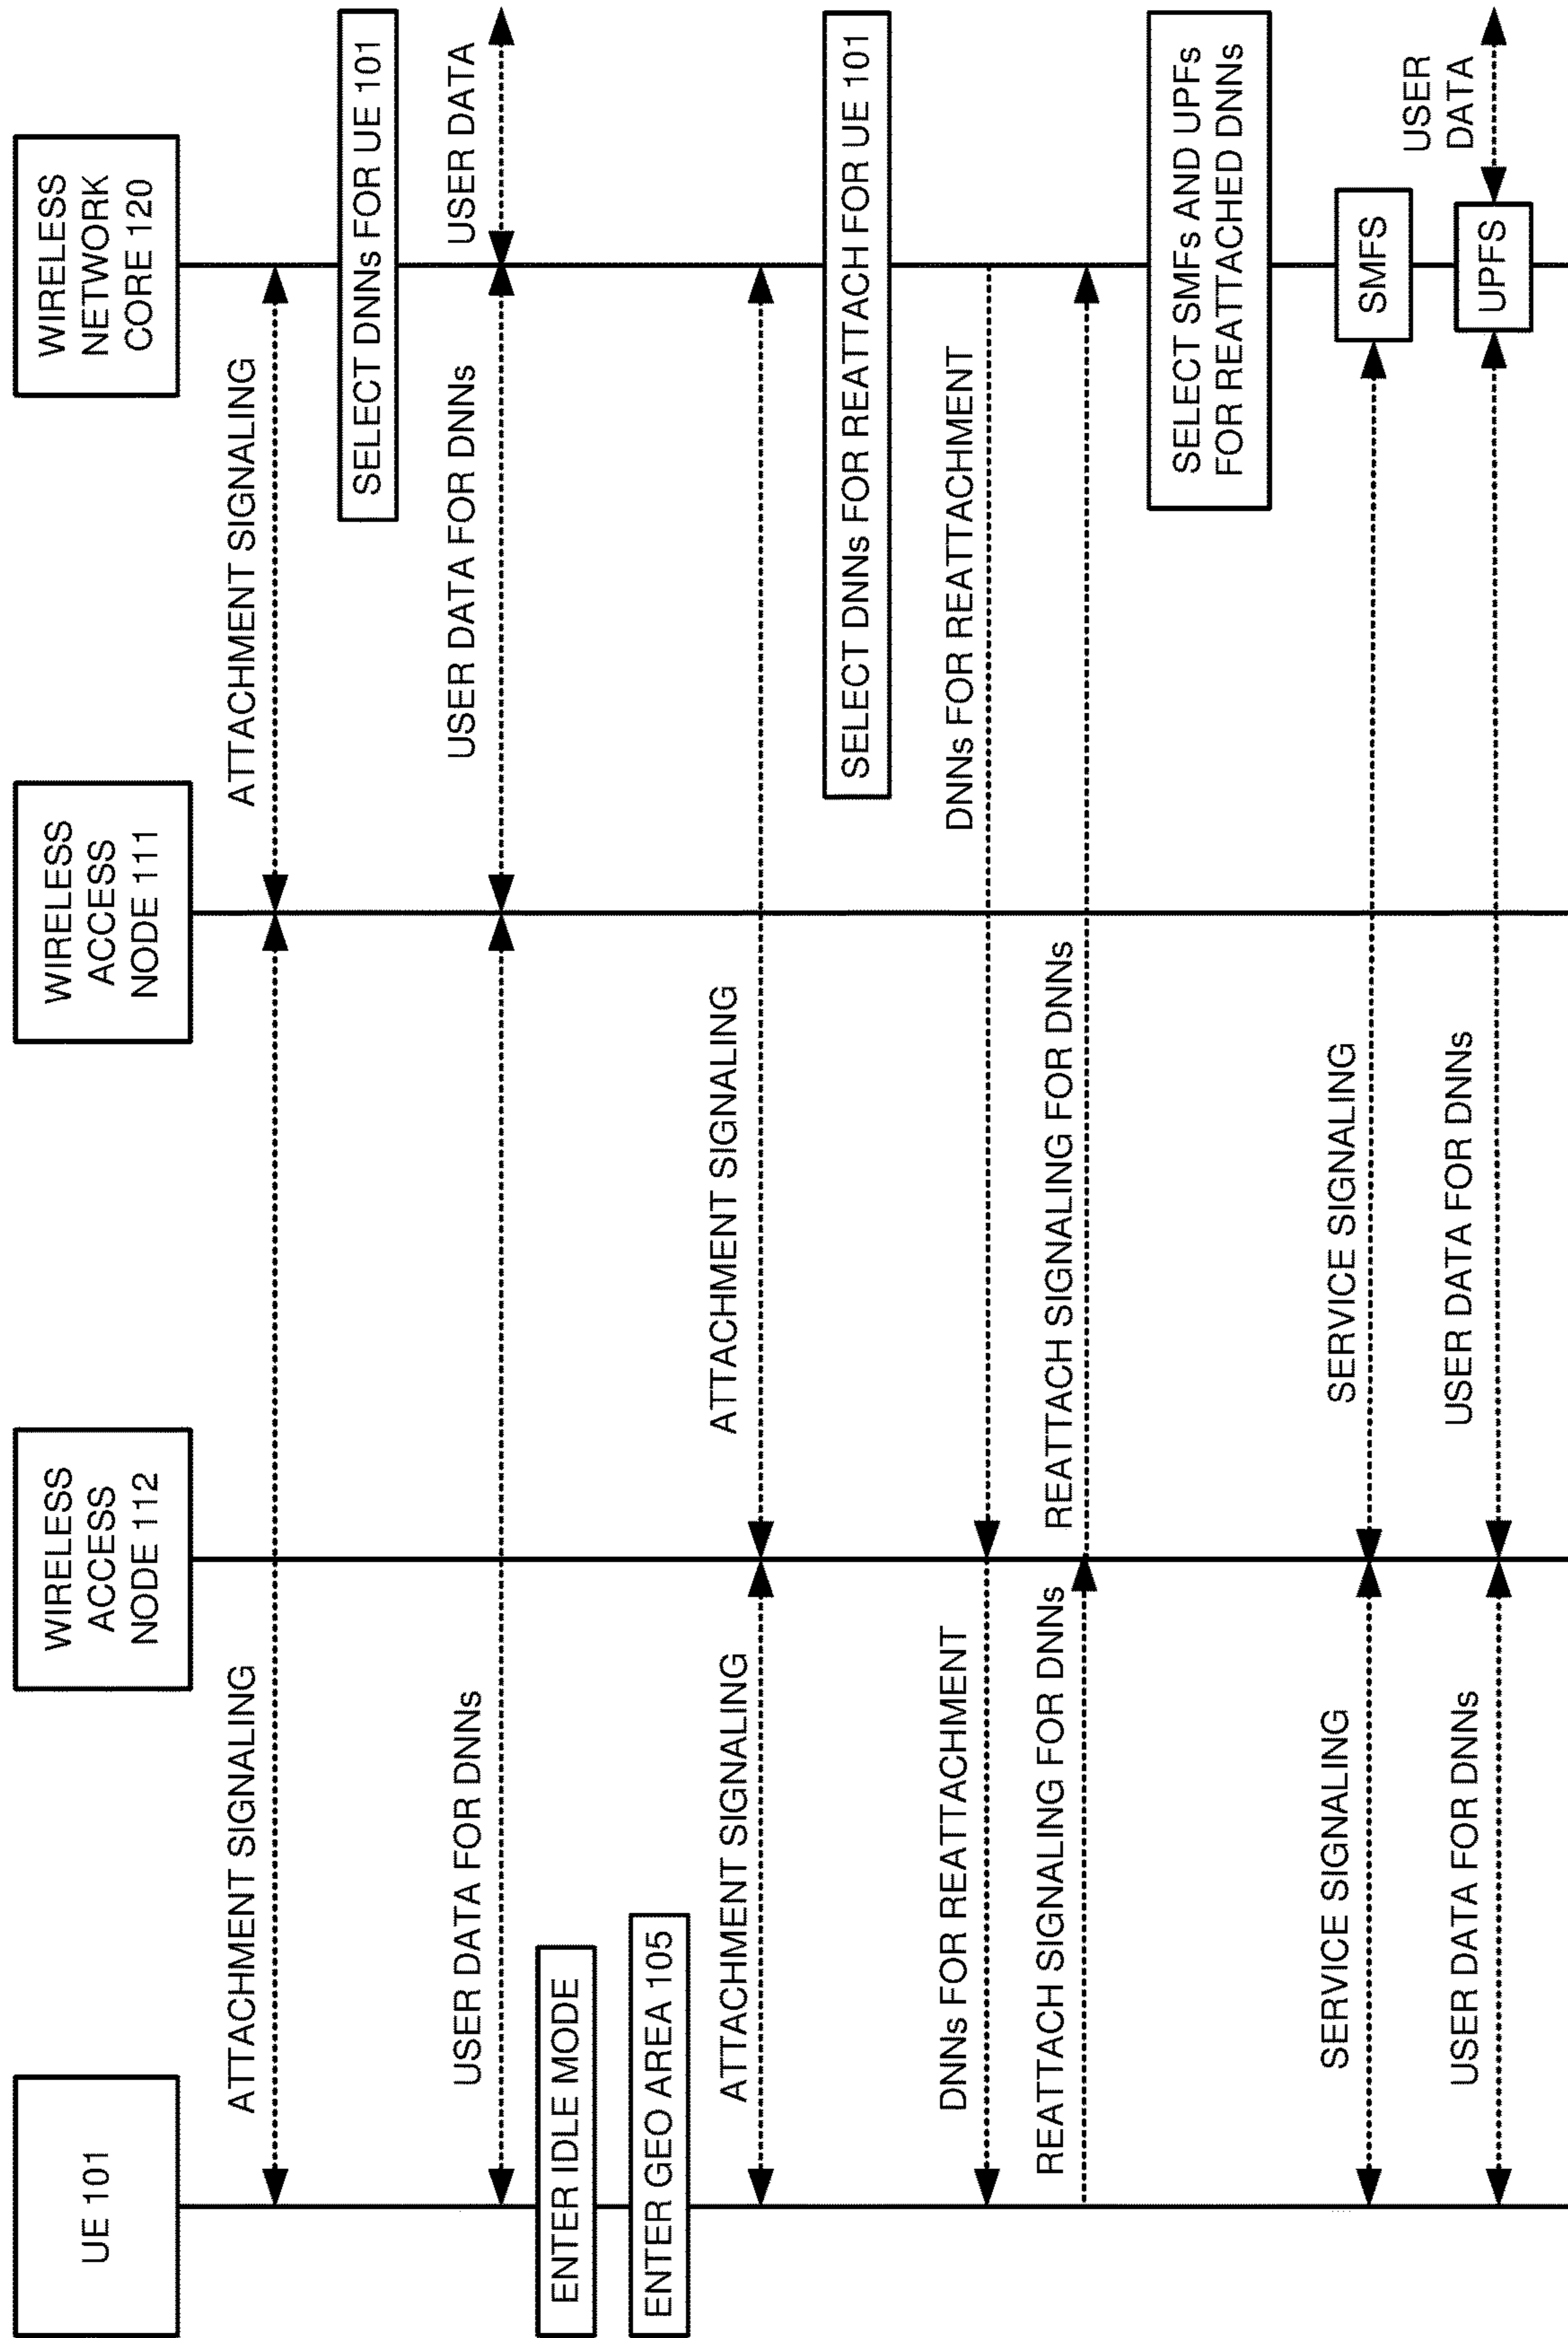 UE 101
WIRELESS
ACCESS
NODE 112
WIRELESS
ACCESS
NODE 111
WIRELESS
NETWORK
CORE 120
ATTACHMENT SIGNALING
ATTACHMENT SIGNALING
SELECT DNNs FOR UE 101
USER DATA FOR DNNs
USER DATA FOR DNNs
USER DATA
ENTER IDLE MODE
ENTER GEO AREA 105
ATTACHMENT SIGNALING
ATTACHMENT SIGNALING
SELECT DNNs FOR REATTACH FOR UE 101
DNNs FOR REATTACHMENT
DNNs FOR REATTACHMENT
REATTACH SIGNALING FOR DNNs
REATTACH SIGNALING FOR DNNs
SELECT SMFs AND UPFs
FOR REATTACHED DNNs
SERVICE SIGNALING
SERVICE SIGNALING
SMFS
USER DATA FOR DNNs
USER DATA FOR DNNs
UPFS
USER
DATA